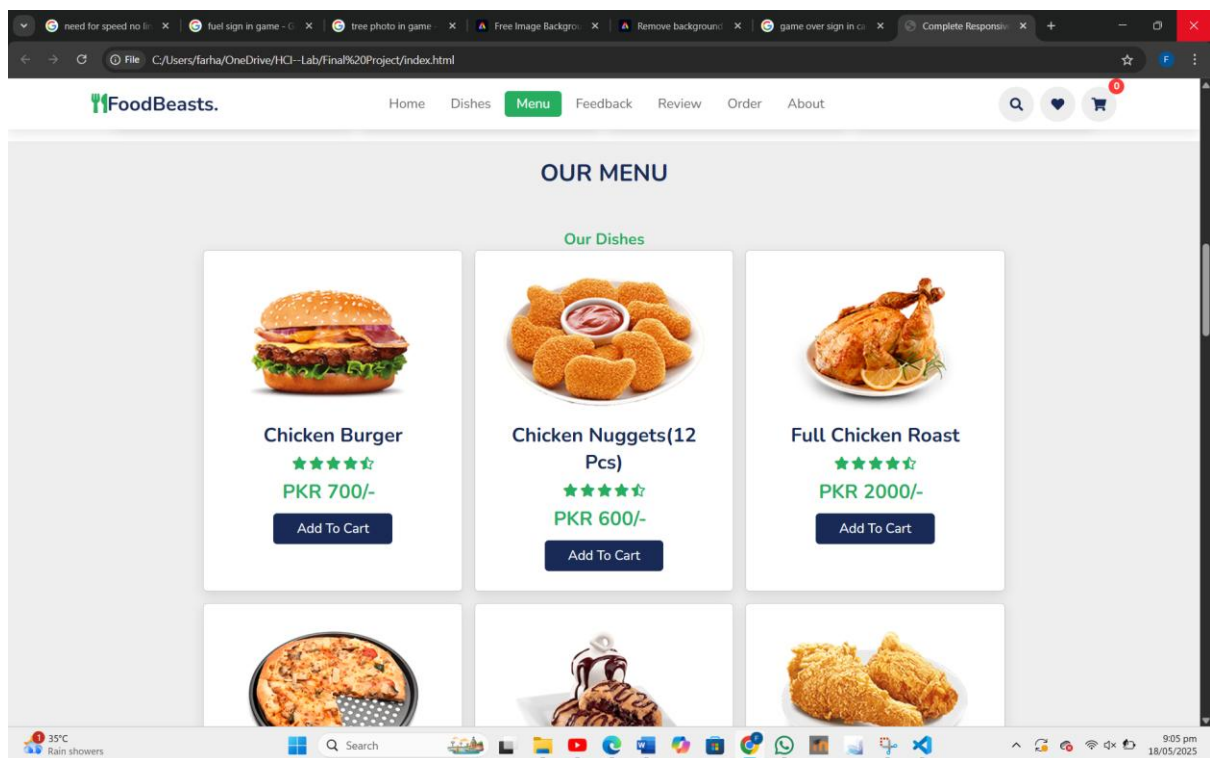 need for speed no li
fuel sign in game - G
tree photo in game -
Free Image Backgrou
Remove background
game over sign in ca
Complete Responsiv
File C:/Users/farha/OneDrive/HCI--Lab/Final%20Project/index.html
F
FoodBeasts.
Home Dishes Menu Feedback Review Order About
0
OUR MENU
Our Dishes
Chicken Burger
PKR 700/-
Add To Cart
Chicken Nuggets(12
Pcs)
PKR 600/-
Add To Cart
Full Chicken Roast
PKR 2000/-
Add To Cart
1
35°C
Rain showers
Search
9:05 pm
18/05/2025